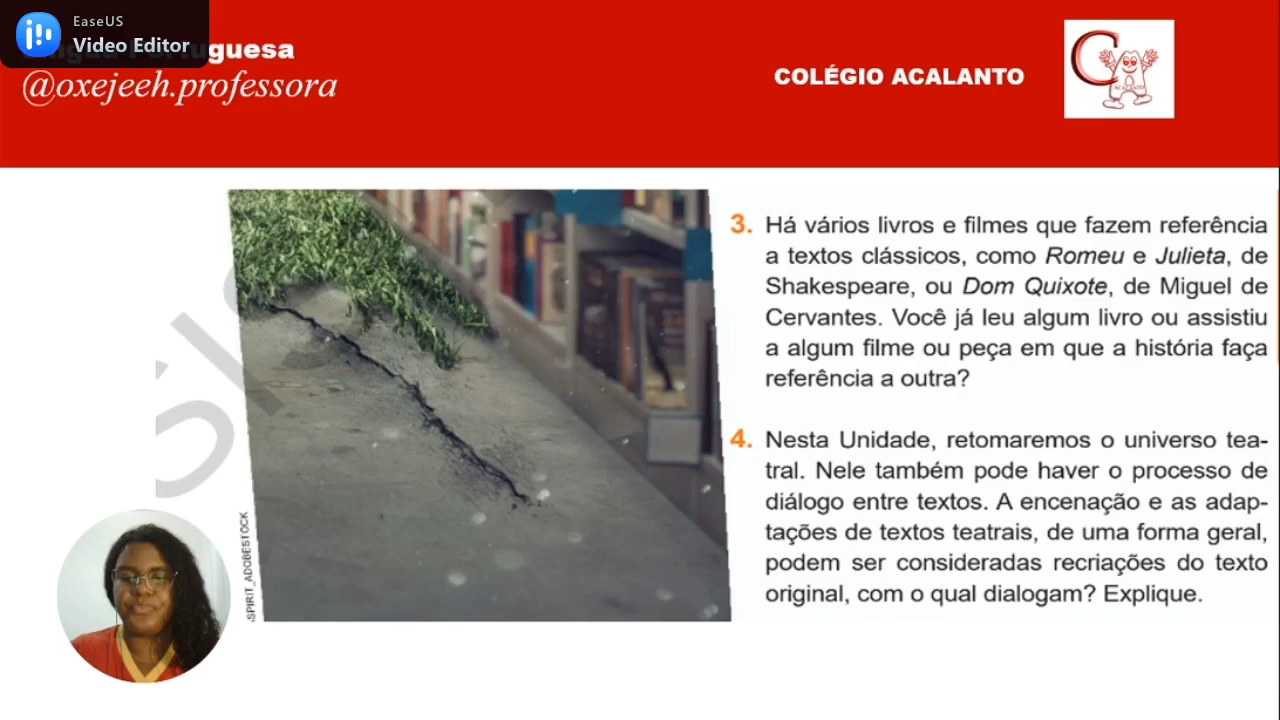 EaseUS
Video Editor
Língua Portuguesa
@oxejeeh.professora
COLÉGIO ACALANTO
C
ACALANTO
3. Há vários livros e filmes que fazem referência
a textos clássicos, como Romeu e Julieta, de
Shakespeare, ou Dom Quixote, de Miguel de
Cervantes. Você já leu algum livro ou assistiu
a algum filme ou peça em que a história faça
referência a outra?
4. Nesta Unidade, retomaremos o universo tea-
tral. Nele também pode haver o processo de
diálogo entre textos. A encenação e as adap-
tações de textos teatrais, de uma forma geral,
podem ser consideradas recriações do texto
original, com o qual dialogam? Explique.
SPIRIT_ADOBESTOCK